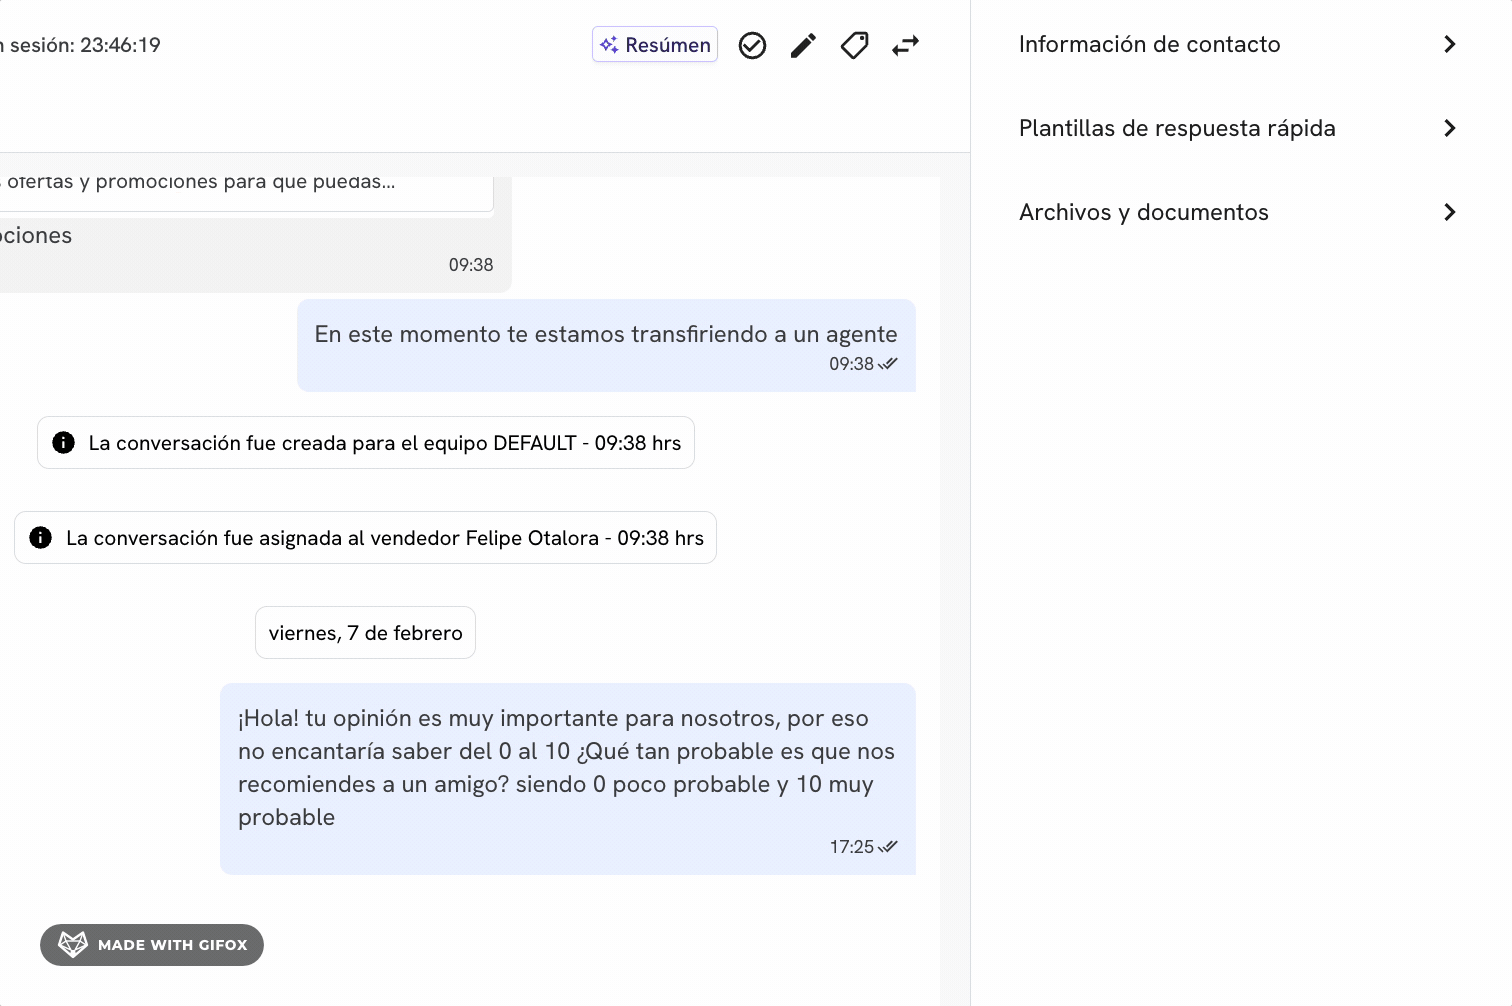 sesión: 23:46:19
Resúmen
ofertas y promociones para que puedas...
ciones
09:38
En este momento te estamos transfiriendo a un agente
09:38
La conversación fue creada para el equipo DEFAULT - 09:38 hrs
La conversación fue asignada al vendedor Felipe Otalora - 09:38 hrs
viernes, 7 de febrero
¡Hola! tu opinión es muy importante para nosotros, por eso
no encantaría saber del 0 al 10 ¿Qué tan probable es que nos
recomiendes a un amigo? siendo 0 poco probable y 10 muy
probable
17:25
MADE WITH GIFOX
Información de contacto
Plantillas de respuesta rápida
Archivos y documentos